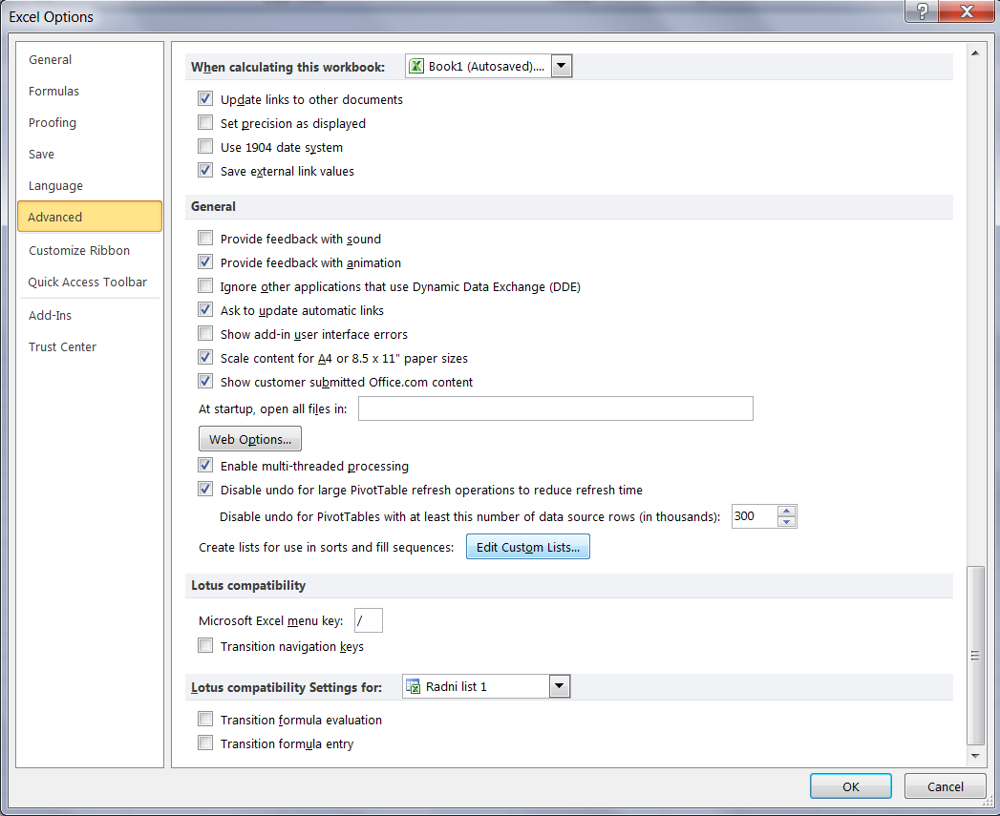 Excel Options
General
Formulas
Proofing
Save
Language
Advanced
Customize Ribbon
Quick Access Toolbar
Add-Ins
Trust Center
When calculating this workbook: Book1 (Autosaved)....
Update links to other documents
Set precision as displayed
Use 1904 date system
Save external link values
General
Provide feedback with sound
Provide feedback with animation
Ignore other applications that use Dynamic Data Exchange (DDE)
Ask to update automatic links
Show add-in user interface errors
Scale content for A4 or 8.5 x 11" paper sizes
Show customer submitted Office.com content
At startup, open all files in:
Web Options...
Enable multi-threaded processing
Disable undo for large PivotTable refresh operations to reduce refresh time
Disable undo for PivotTables with at least this number of data source rows (in thousands): 300
Create lists for use in sorts and fill sequences: Edit Custom Lists...
Lotus compatibility
Microsoft Excel menu key: /
Transition navigation keys
Lotus compatibility Settings for: Radni list 1
Transition formula evaluation
Transition formula entry
OK Cancel